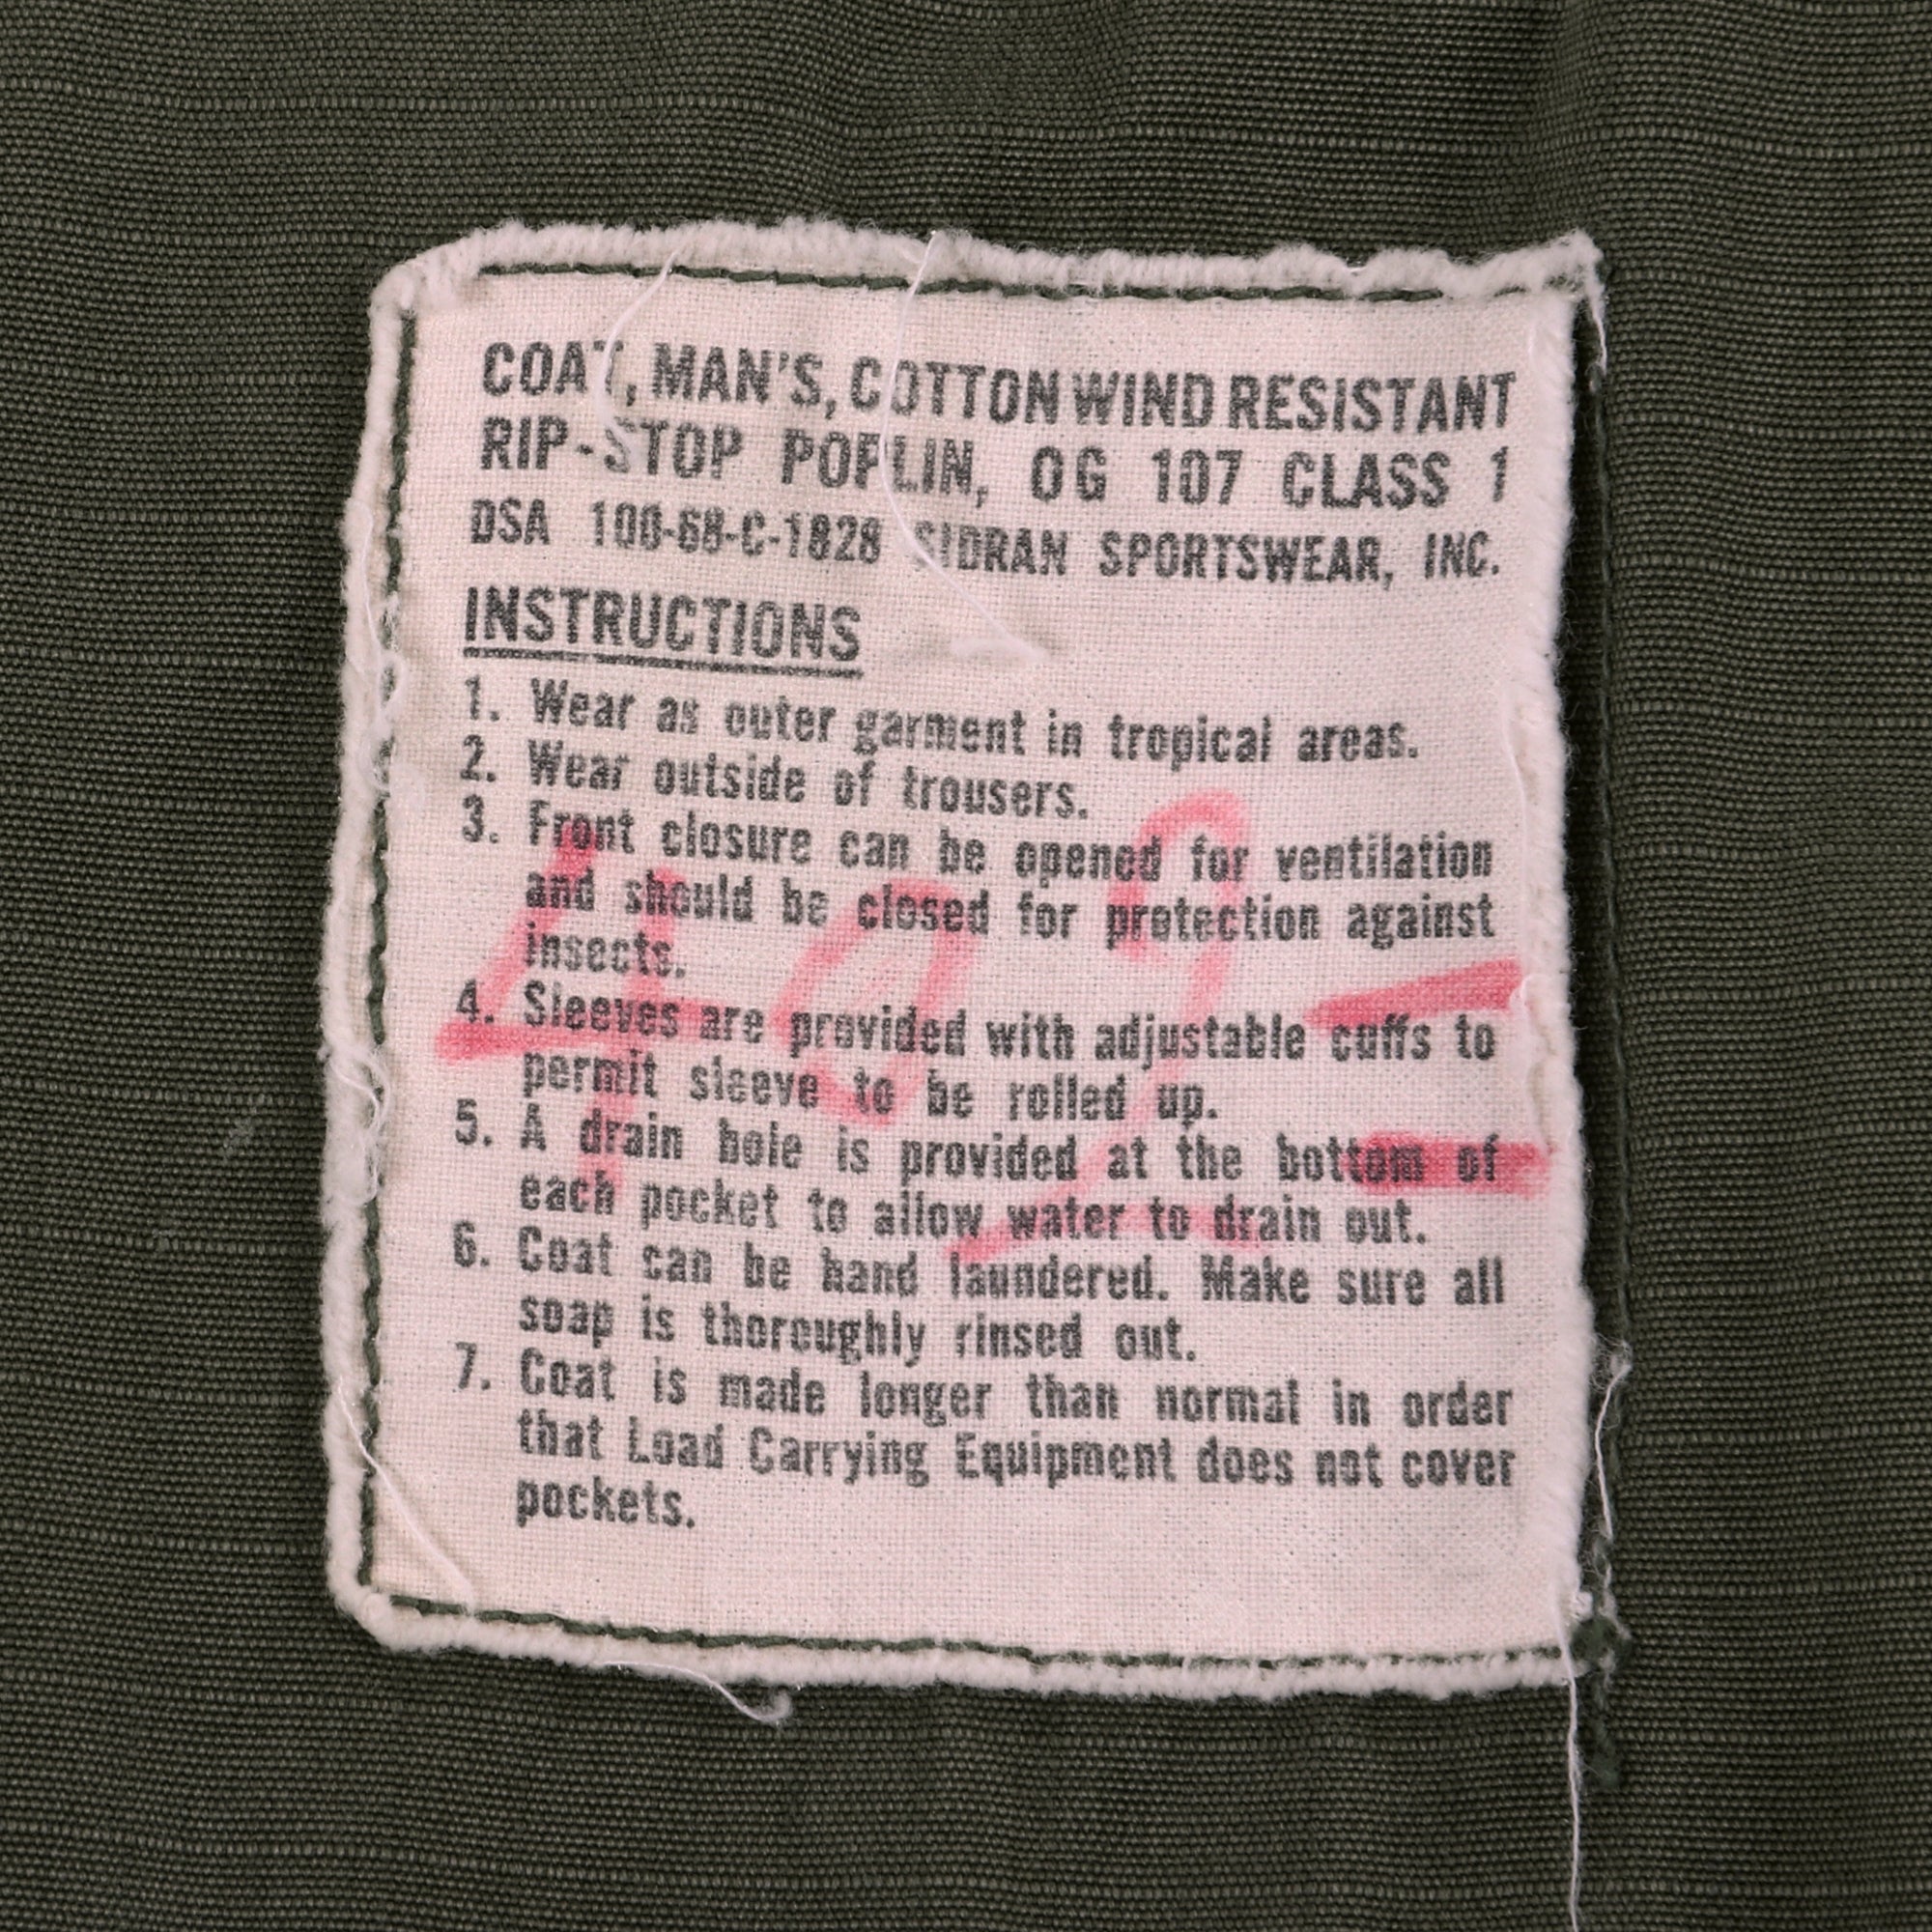 COAT, MAN'S, COTTON WIND RESISTANT
RIP-STOP POPLIN, OG 107 CLASS 1
DSA 100-68-C-1828 SIDRAN SPORTSWEAR, INC.
INSTRUCTIONS
1. Wear as outer garment in tropical areas.
2. Wear outside of trousers.
3. Front closure can be opened for ventilation
and should be closed for protection against
insects.
4. Sleeves are provided with adjustable cuffs to
permit sleeve to be rolled up.
5. A drain hole is provided at the bottom of
each pocket to allow water to drain out.
6. Coat can be hand laundered. Make sure all
soap is thoroughly rinsed out.
7. Coat is made longer than normal in order
that Load Carrying Equipment does not cover
pockets.